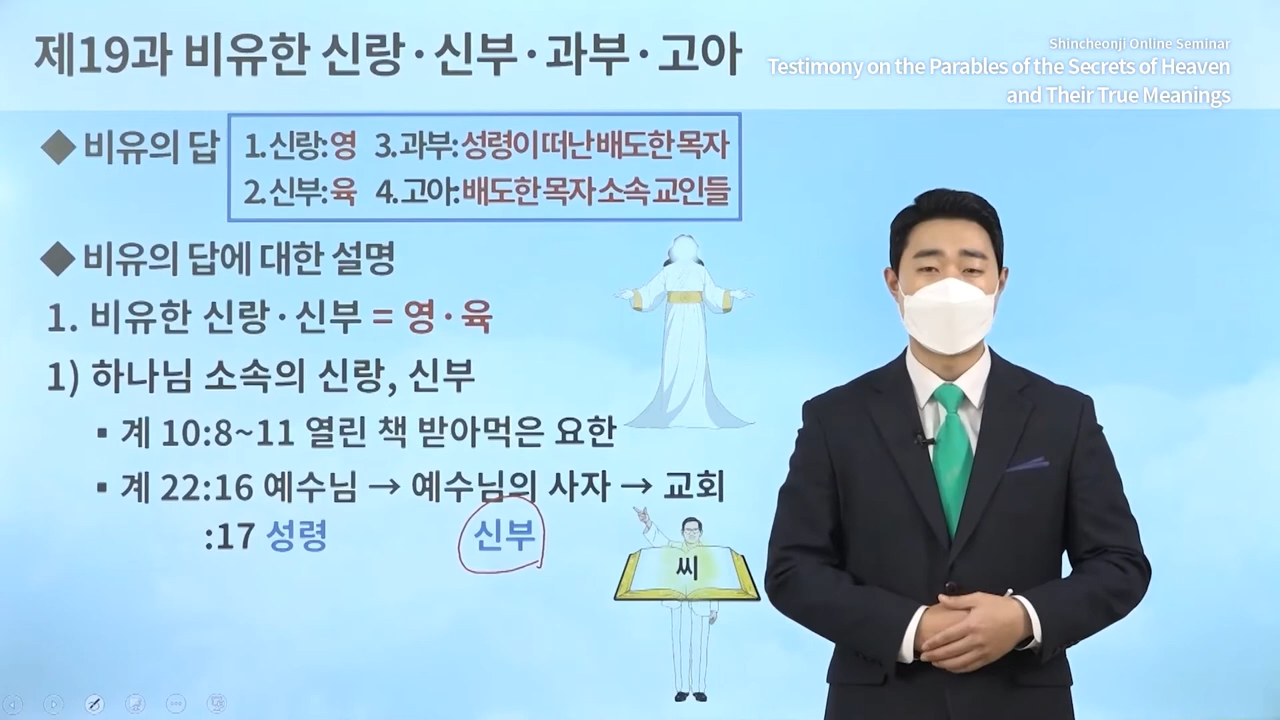 제19과 비유한 신랑·신부·과부·고아
Shincheonji Online Seminar
Testimony on the Parables of the Secrets of Heaven
and Their True Meanings
◆ 비유의 답
1. 신랑: 영 3. 과부: 성령이 떠난 배도한 목자
2. 신부: 육 4. 고아: 배도한 목자 소속 교인들
◆ 비유의 답에 대한 설명
1. 비유한 신랑·신부 = 영·육
1) 하나님 소속의 신랑, 신부
▪ 계 10:8~11 열린 책 받아먹은 요한
▪ 계 22:16 예수님 → 예수님의 사자 → 교회
:17 성령 신부
씨